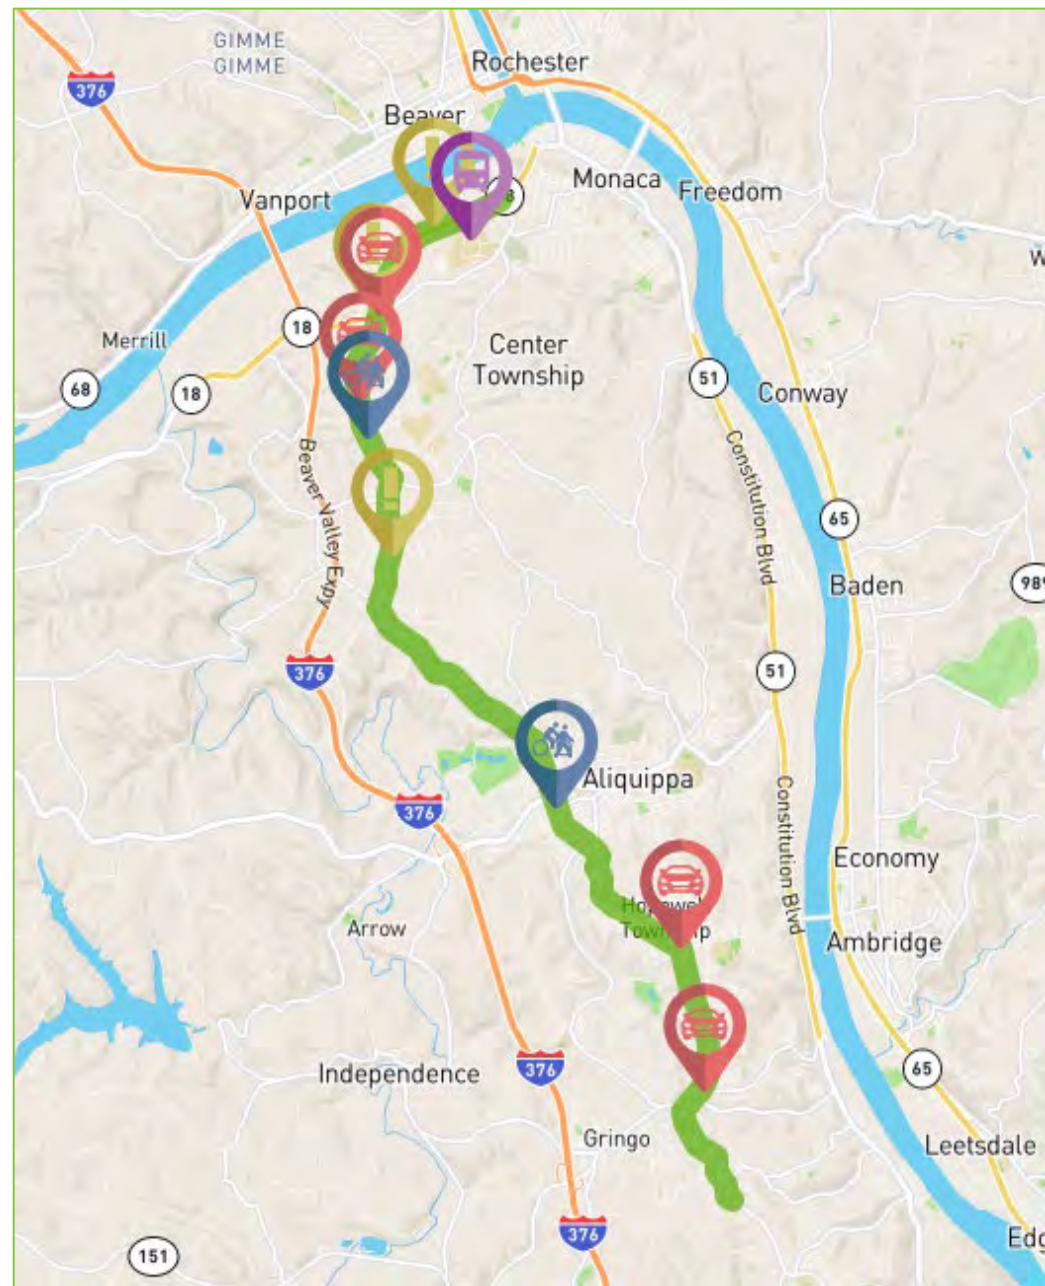 GIMME
GIMME
Rochester
376
Beaver
Monaca
Freedom
Vanport
18
Merrill
Center
Township
68
18
51
Conway
Beaver Valley Expy
Constitution Blvd
65
Baden
376
51
Aliquippa
376
Constitution Blvd
Economy
Township
Arrow
Ambridge
Independence
376
65
Gringo
Leetsdale
376
151